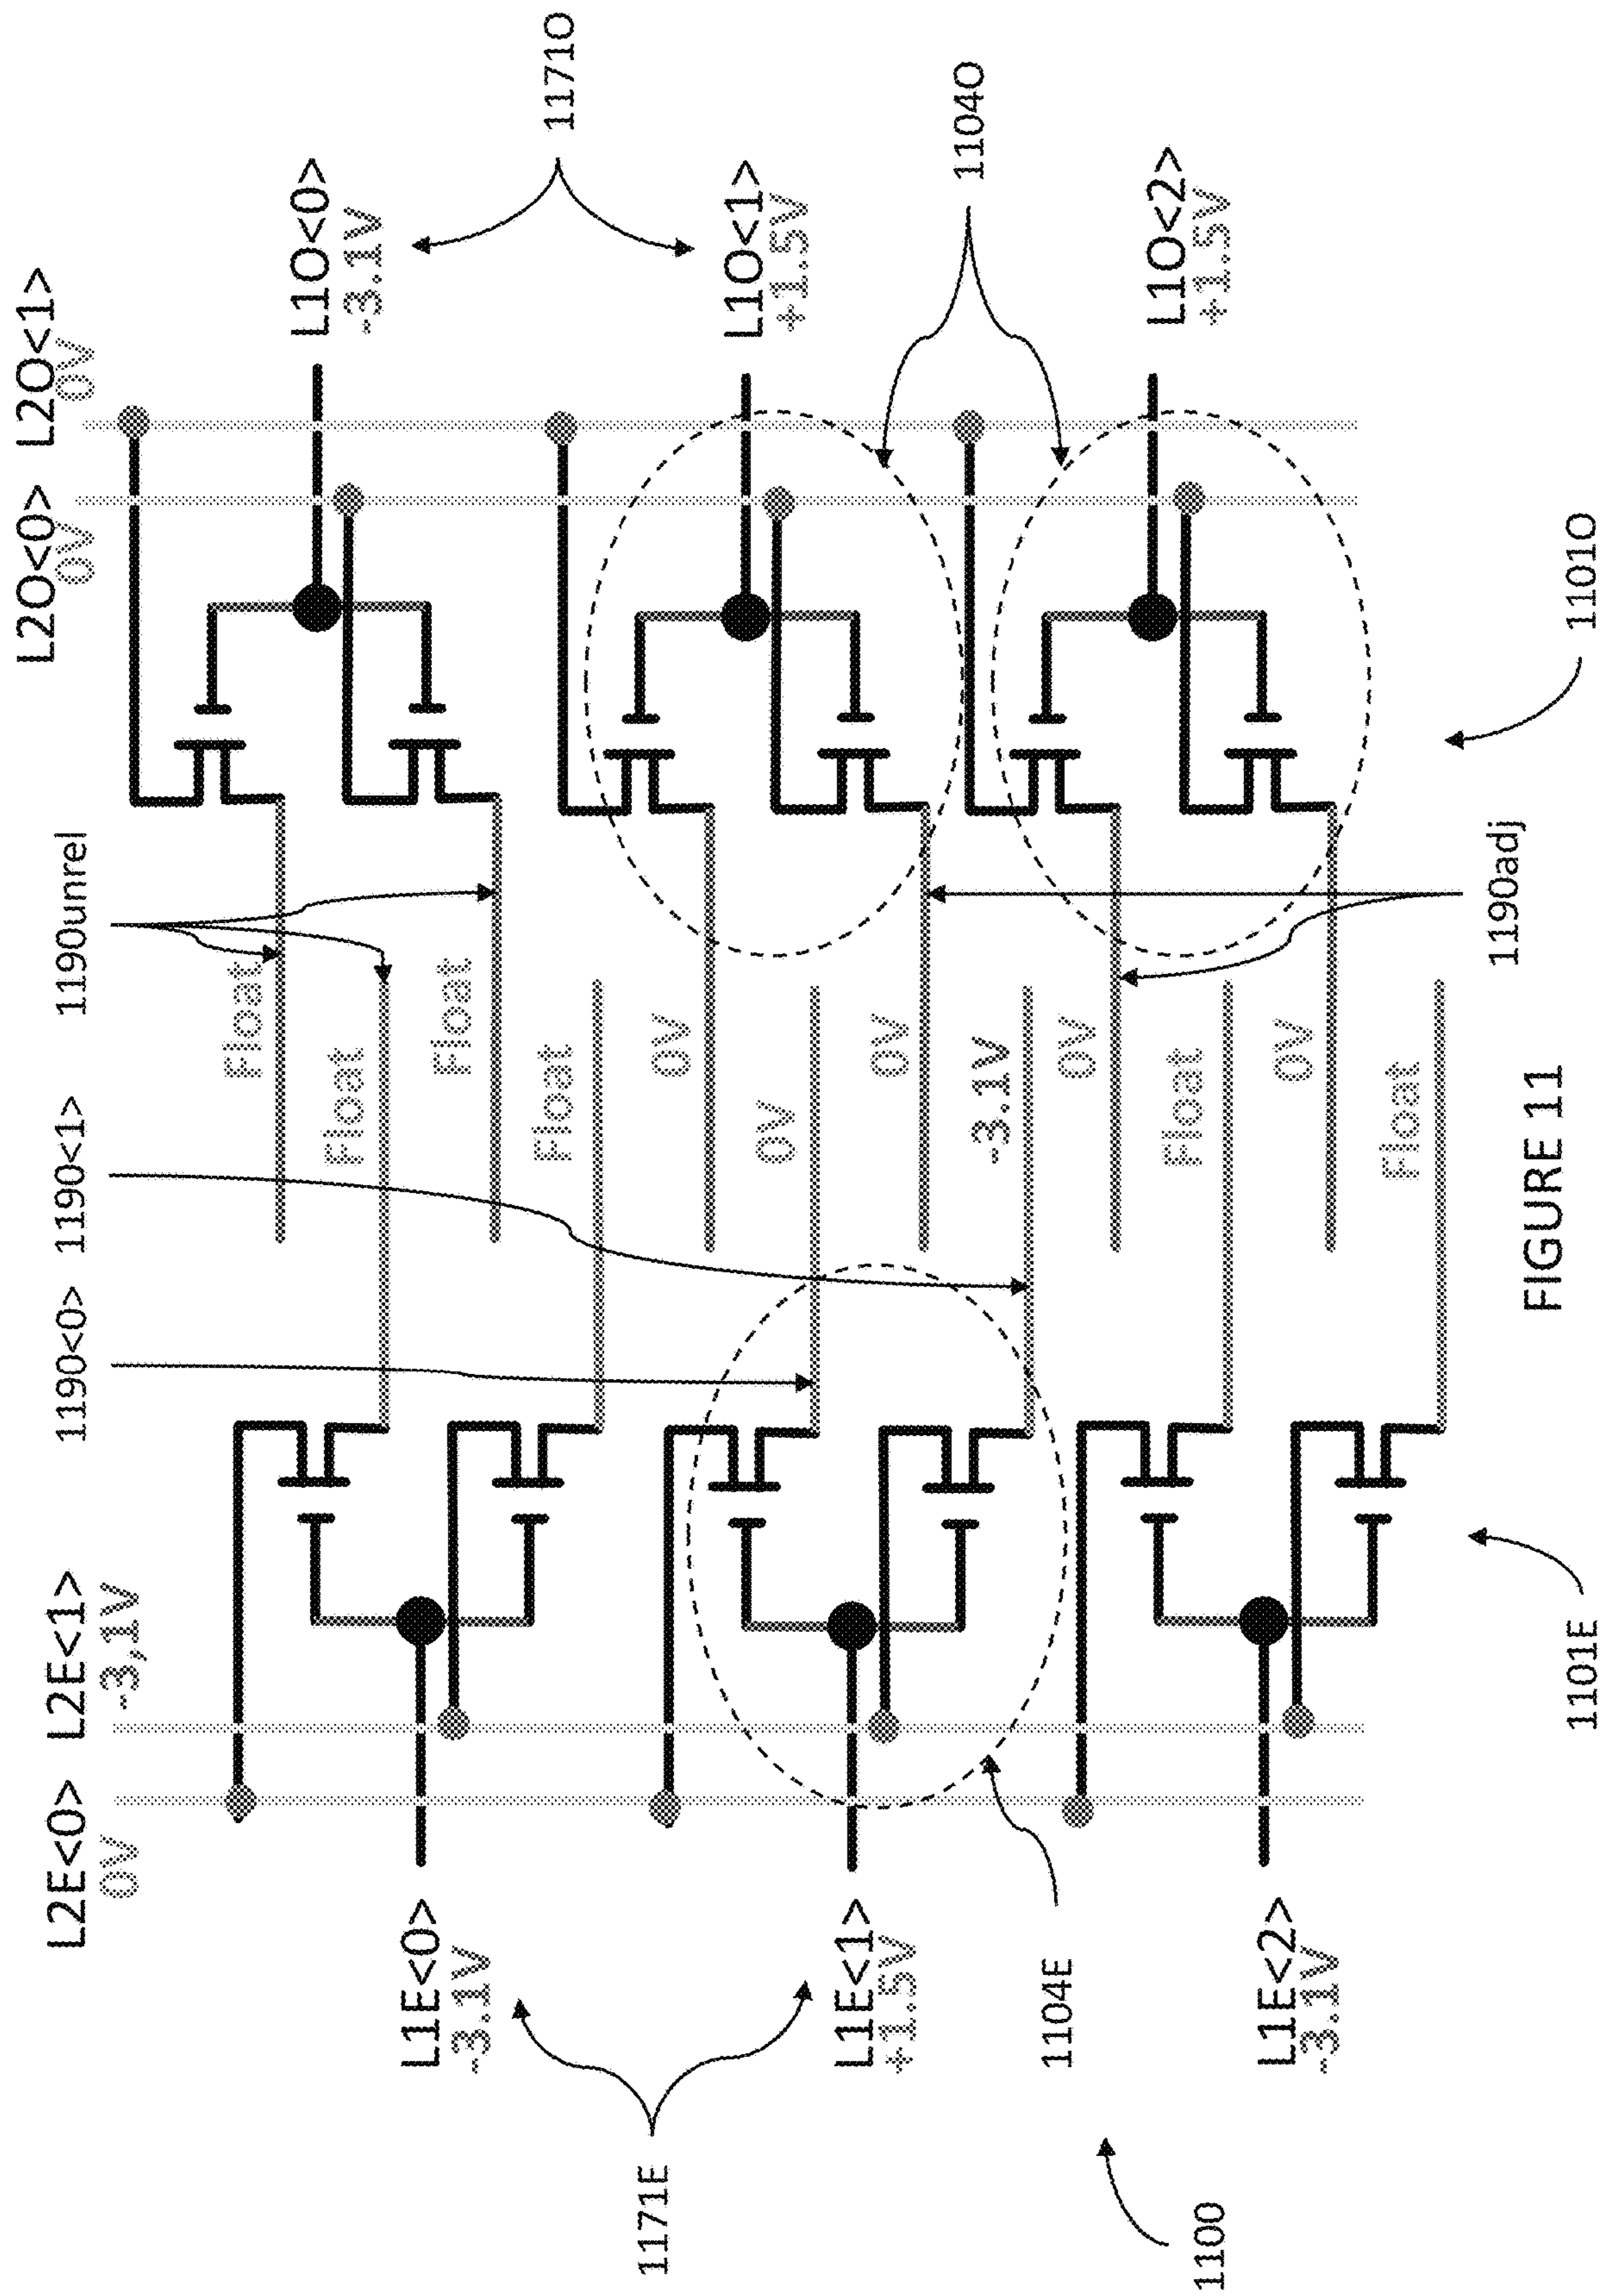 L2E<0>
0V
L2E<1>
-3,1V
1190<0>
1190<1>
1190unrel
L2O<0>
0V
L2O<1>
0V
Float
L1O<0>
-3.1V
Float
L1E<0>
-3.1V
Float
11710
Float
1171E
0V
L1O<1>
+1.5V
0V
L1E<1>
+1.5V
0V
11040
-3.1V
1104E
0V
L1O<2>
+1.5V
Float
1100
L1E<2>
-3.1V
0V
Float
1190adj
FIGURE 11
1101E
1101O